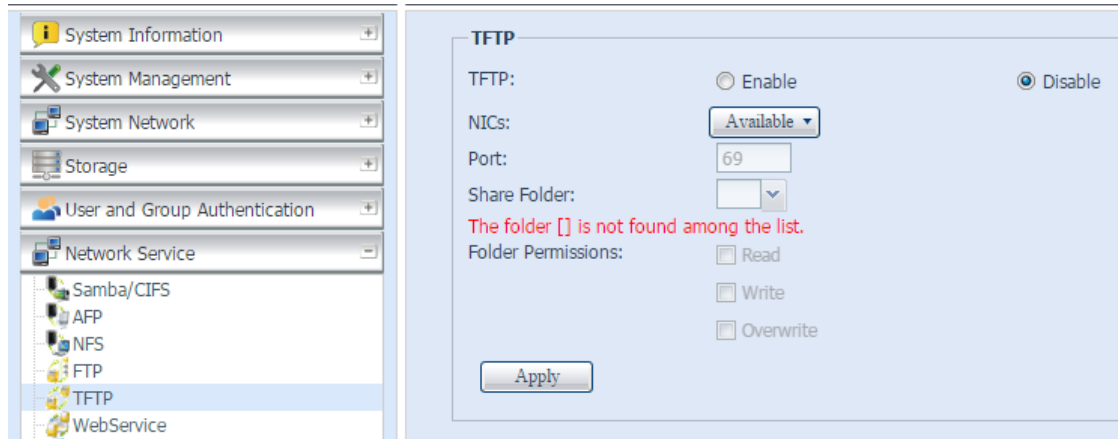 System Information
System Management
System Network
Storage
User and Group Authentication
Network Service
Samba/CIFS
AFP
NFS
FTP
TFTP
WebService
TFTP
TFTP: Enable Disable
NICs: Available
Port: 69
Share Folder:
The folder [] is not found among the list.
Folder Permissions: Read
Write
Overwrite
Apply